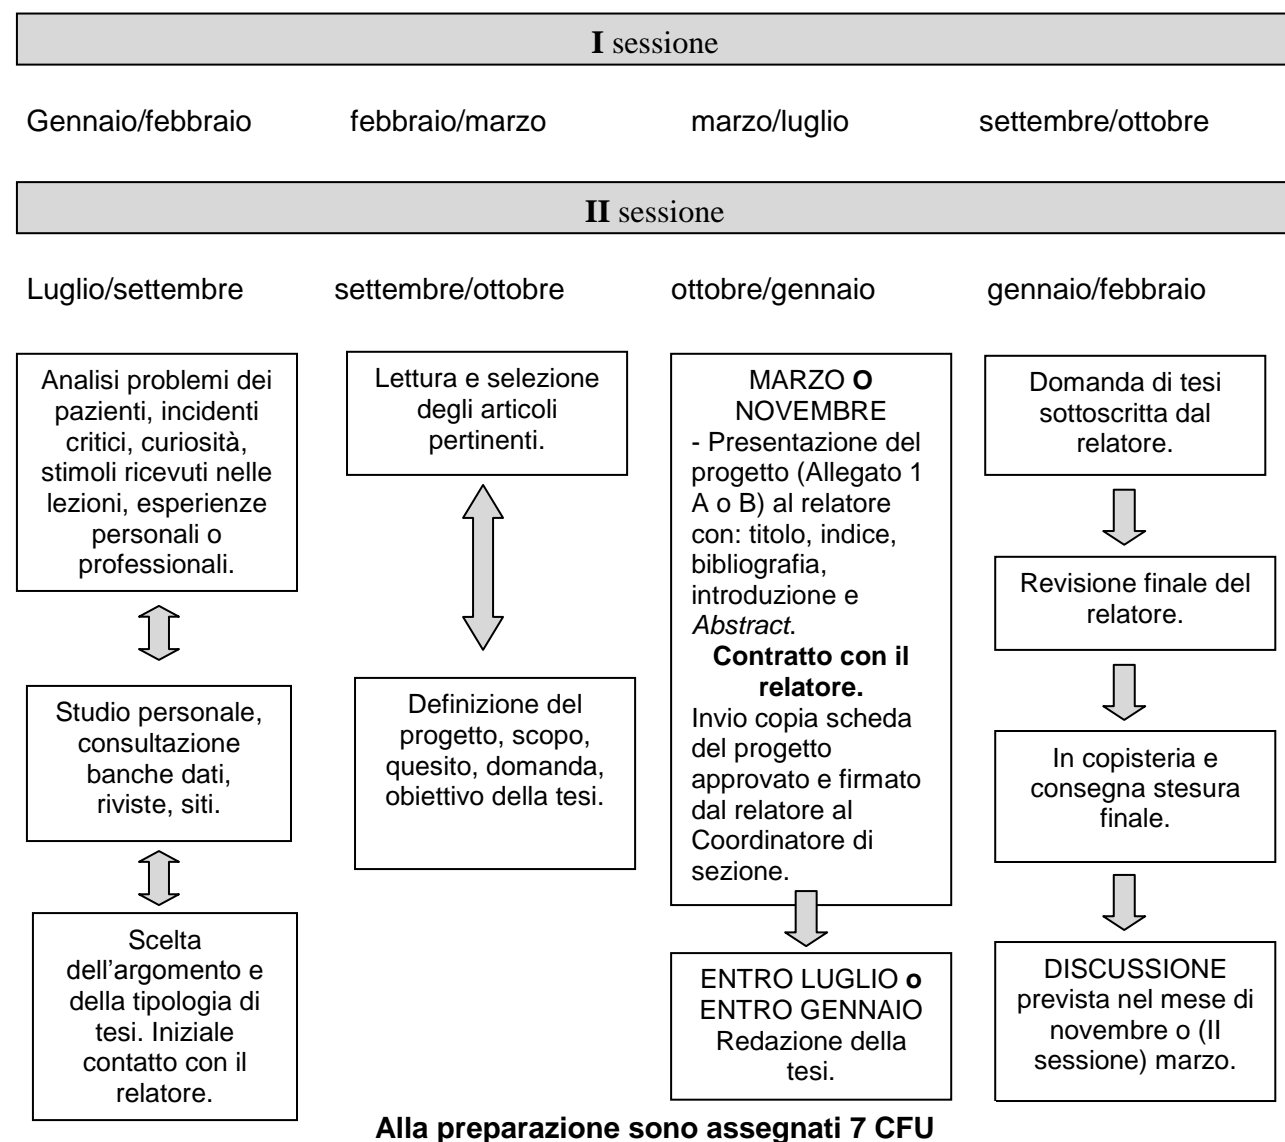 I sessione
Gennaio/febbraio
febbraio/marzo
marzo/luglio
settembre/ottobre
II sessione
Luglio/settembre
settembre/ottobre
ottobre/gennaio
gennaio/febbraio
Analisi problemi dei
pazienti, incidenti
critici, curiosità,
stimoli ricevuti nelle
lezioni, esperienze
personali o
professionali.
Studio personale,
consultazione
banche dati,
riviste, siti.
Scelta
dell’argomento e
della tipologia di
tesi. Iniziale
contatto con il
relatore.
Lettura e selezione
degli articoli
pertinenti.
Definizione del
progetto, scopo,
quesito, domanda,
obiettivo della tesi.
MARZO O
NOVEMBRE
- Presentazione del
progetto (Allegato 1
A o B) al relatore
con: titolo, indice,
bibliografia,
introduzione e
Abstract.
Contratto con il
relatore.
Invio copia scheda
del progetto
approvato e firmato
dal relatore al
Coordinatore di
sezione.
ENTRO LUGLIO o
ENTRO GENNAIO
Redazione della
tesi.
Domanda di tesi
sottoscritta dal
relatore.
Revisione finale del
relatore.
In copisteria e
consegna stesura
finale.
DISCUSSIONE
prevista nel mese di
novembre o (II
sessione) marzo.
Alla preparazione sono assegnati 7 CFU